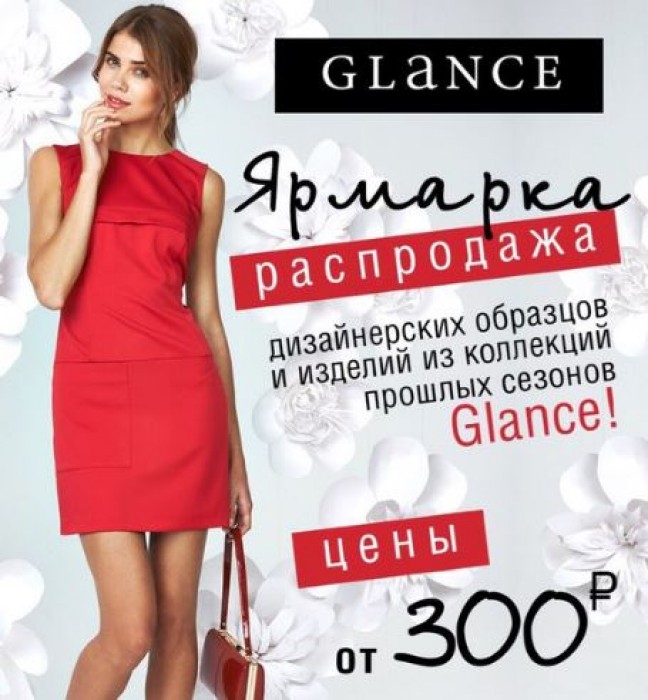 GLANCE
Ярмарка
распродажа
дизайнерских образцов
и изделий из коллекций
прошлых сезонов
Glance!
цены
от 300₽